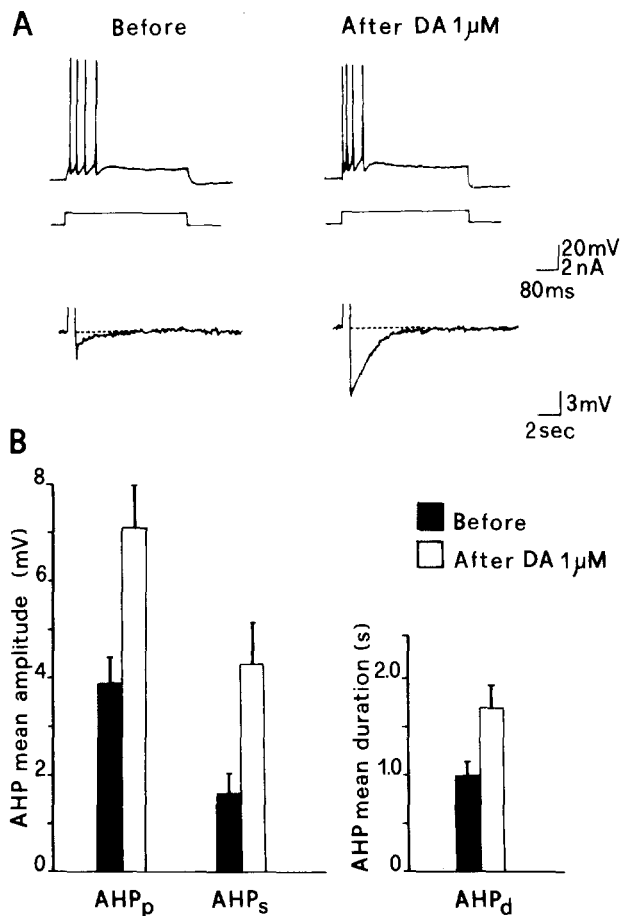 A
Before
After DA 1µM
20mV
2nA
80ms
3mV
2sec
B
AHP mean amplitude (mV)
8
6
4
2
0
AHPp
AHPs
Before
After DA 1µM
AHP mean duration (s)
2.0
1.0
0
AHPd